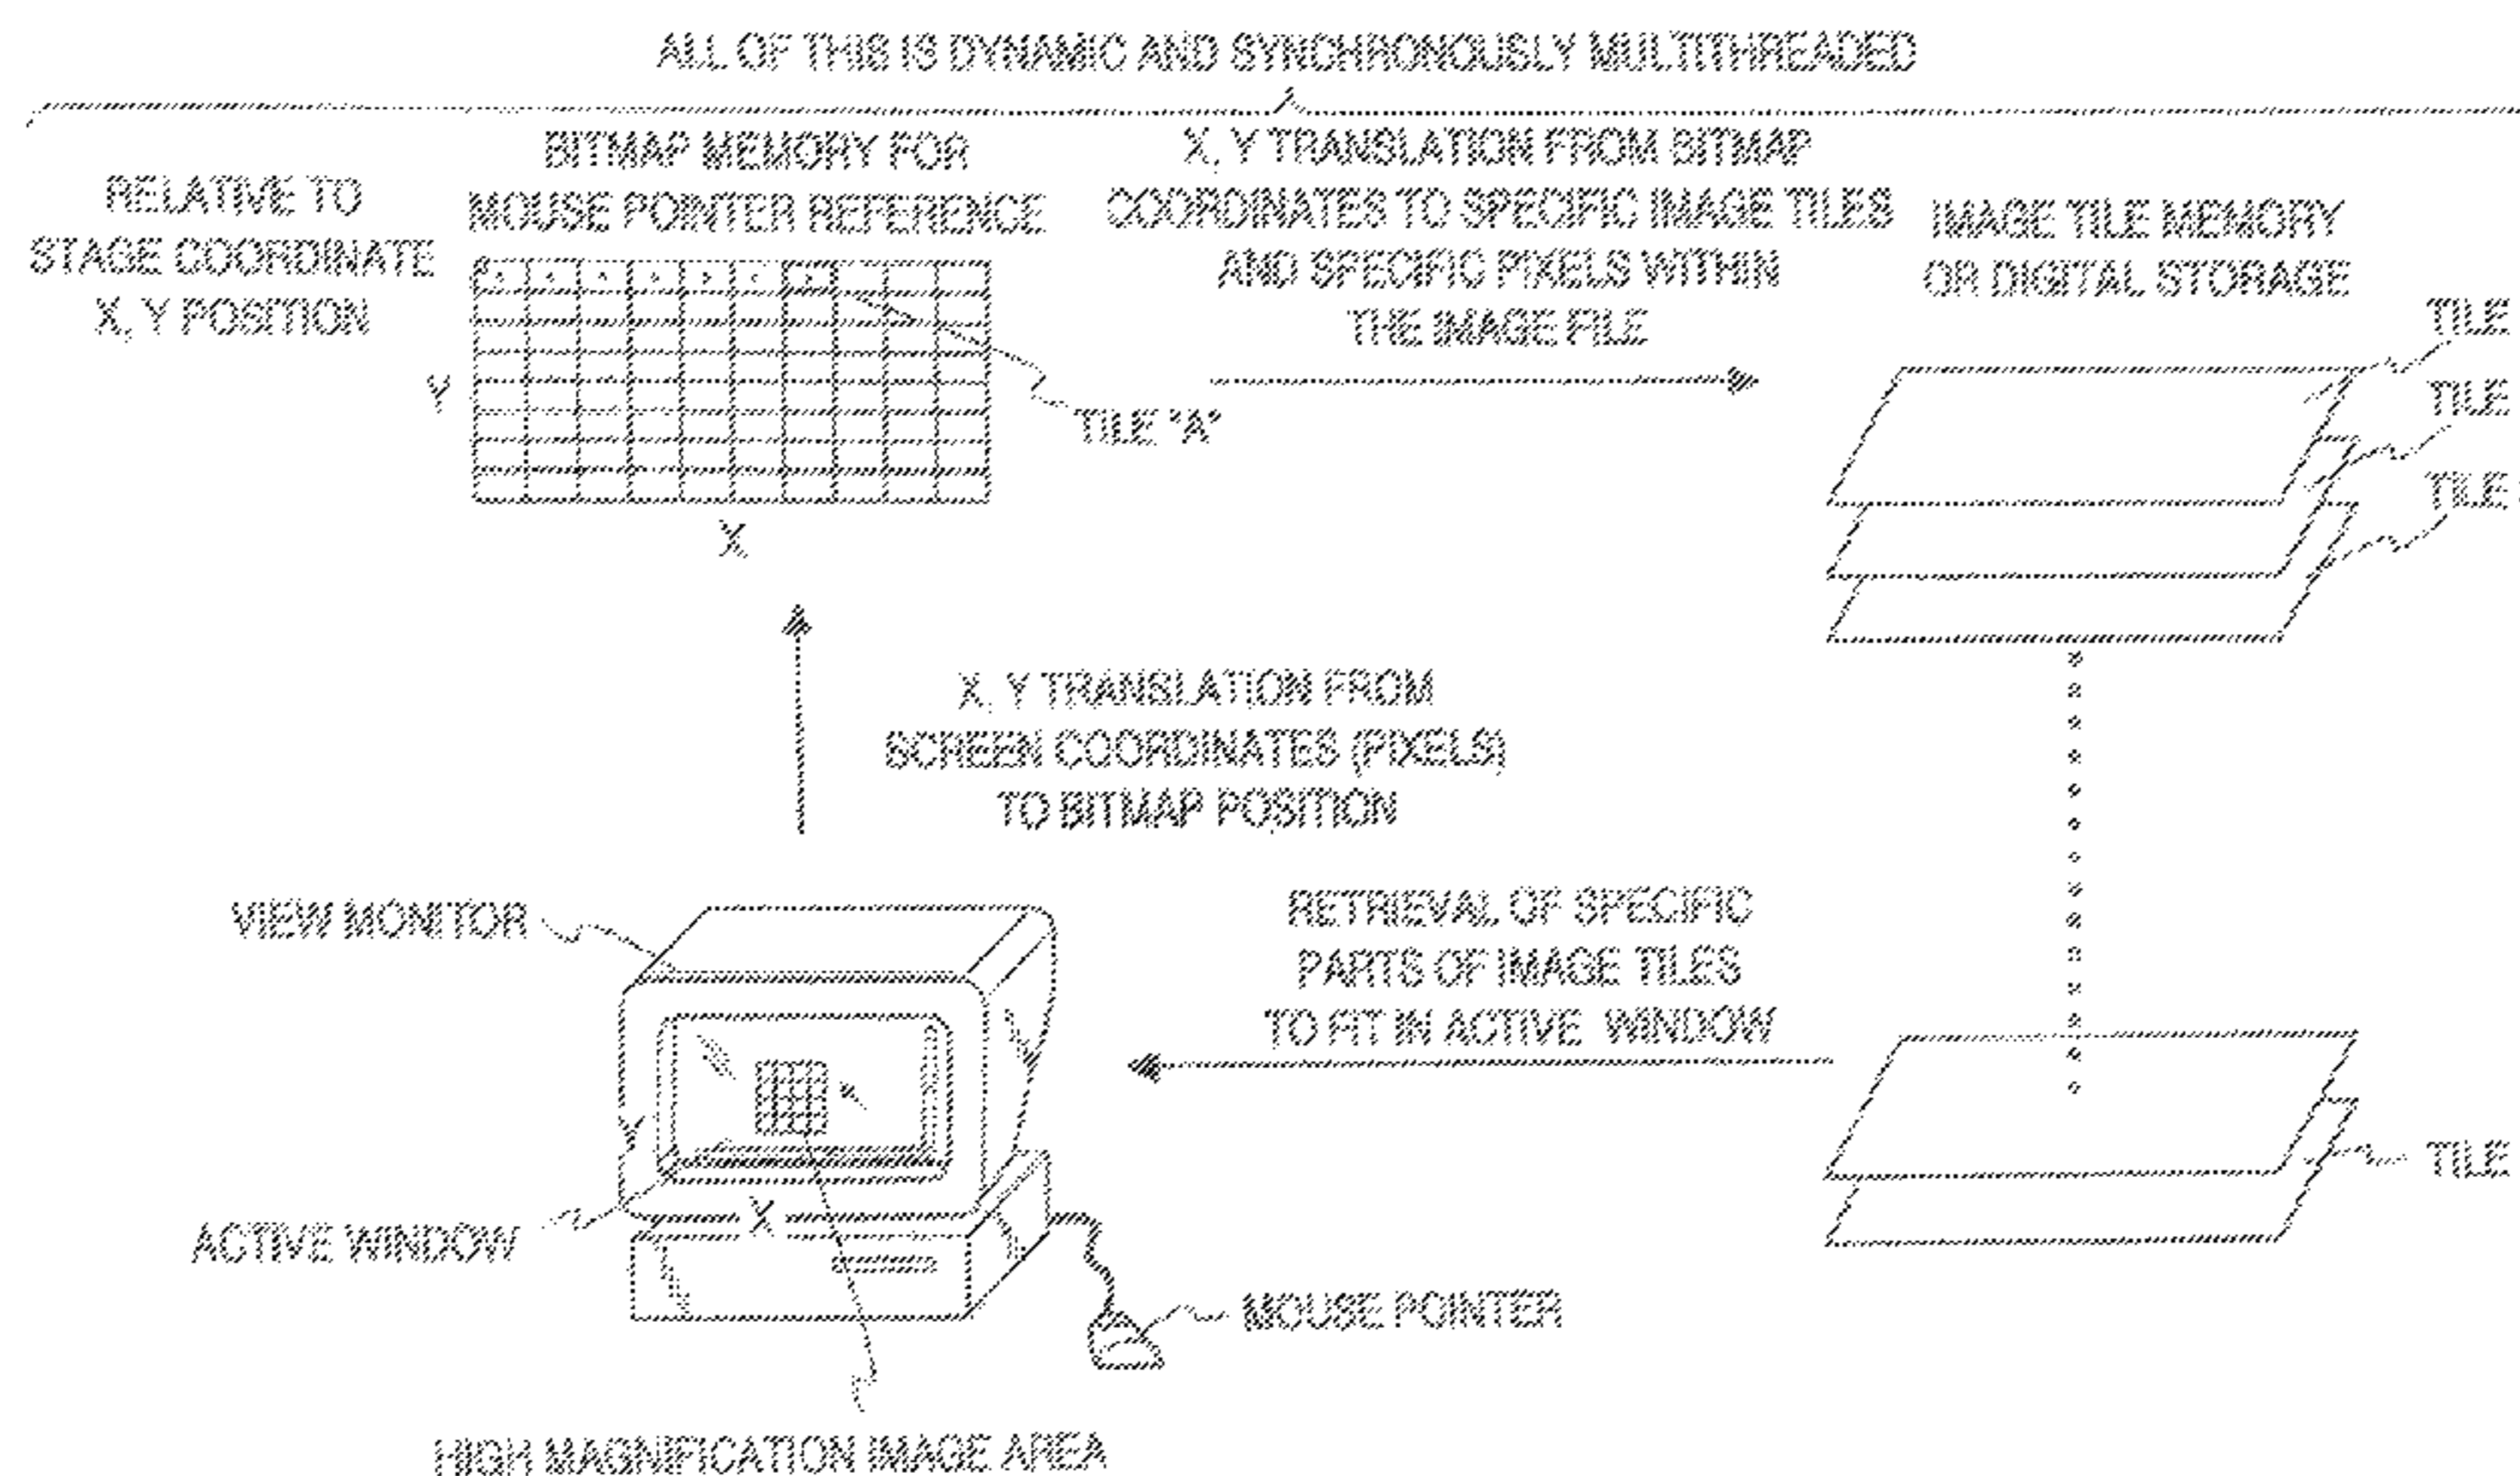 ALL OF THIS IS DYNAMIC AND SYNCHRONOUSLY MULTITHREADED
RELATIVE TO
STAGE COORDINATE
X, Y POSITION
BITMAP MEMORY FOR
MOUSE POINTER REFERENCE
Y
X
TILE "A"
X, Y TRANSLATION FROM BITMAP
COORDINATES TO SPECIFIC IMAGE TILES
AND SPECIFIC PIXELS WITHIN
THE IMAGE FILE
IMAGE TILE MEMORY
OR DIGITAL STORAGE
TILE
TILE
TILE
X, Y TRANSLATION FROM
SCREEN COORDINATES (PIXELS)
TO BITMAP POSITION
VIEW MONITOR
RETRIEVAL OF SPECIFIC
PARTS OF IMAGE TILES
TO FIT IN ACTIVE WINDOW
Y
X
TILE
ACTIVE WINDOW
MOUSE POINTER
HIGH MAGNIFICATION IMAGE AREA